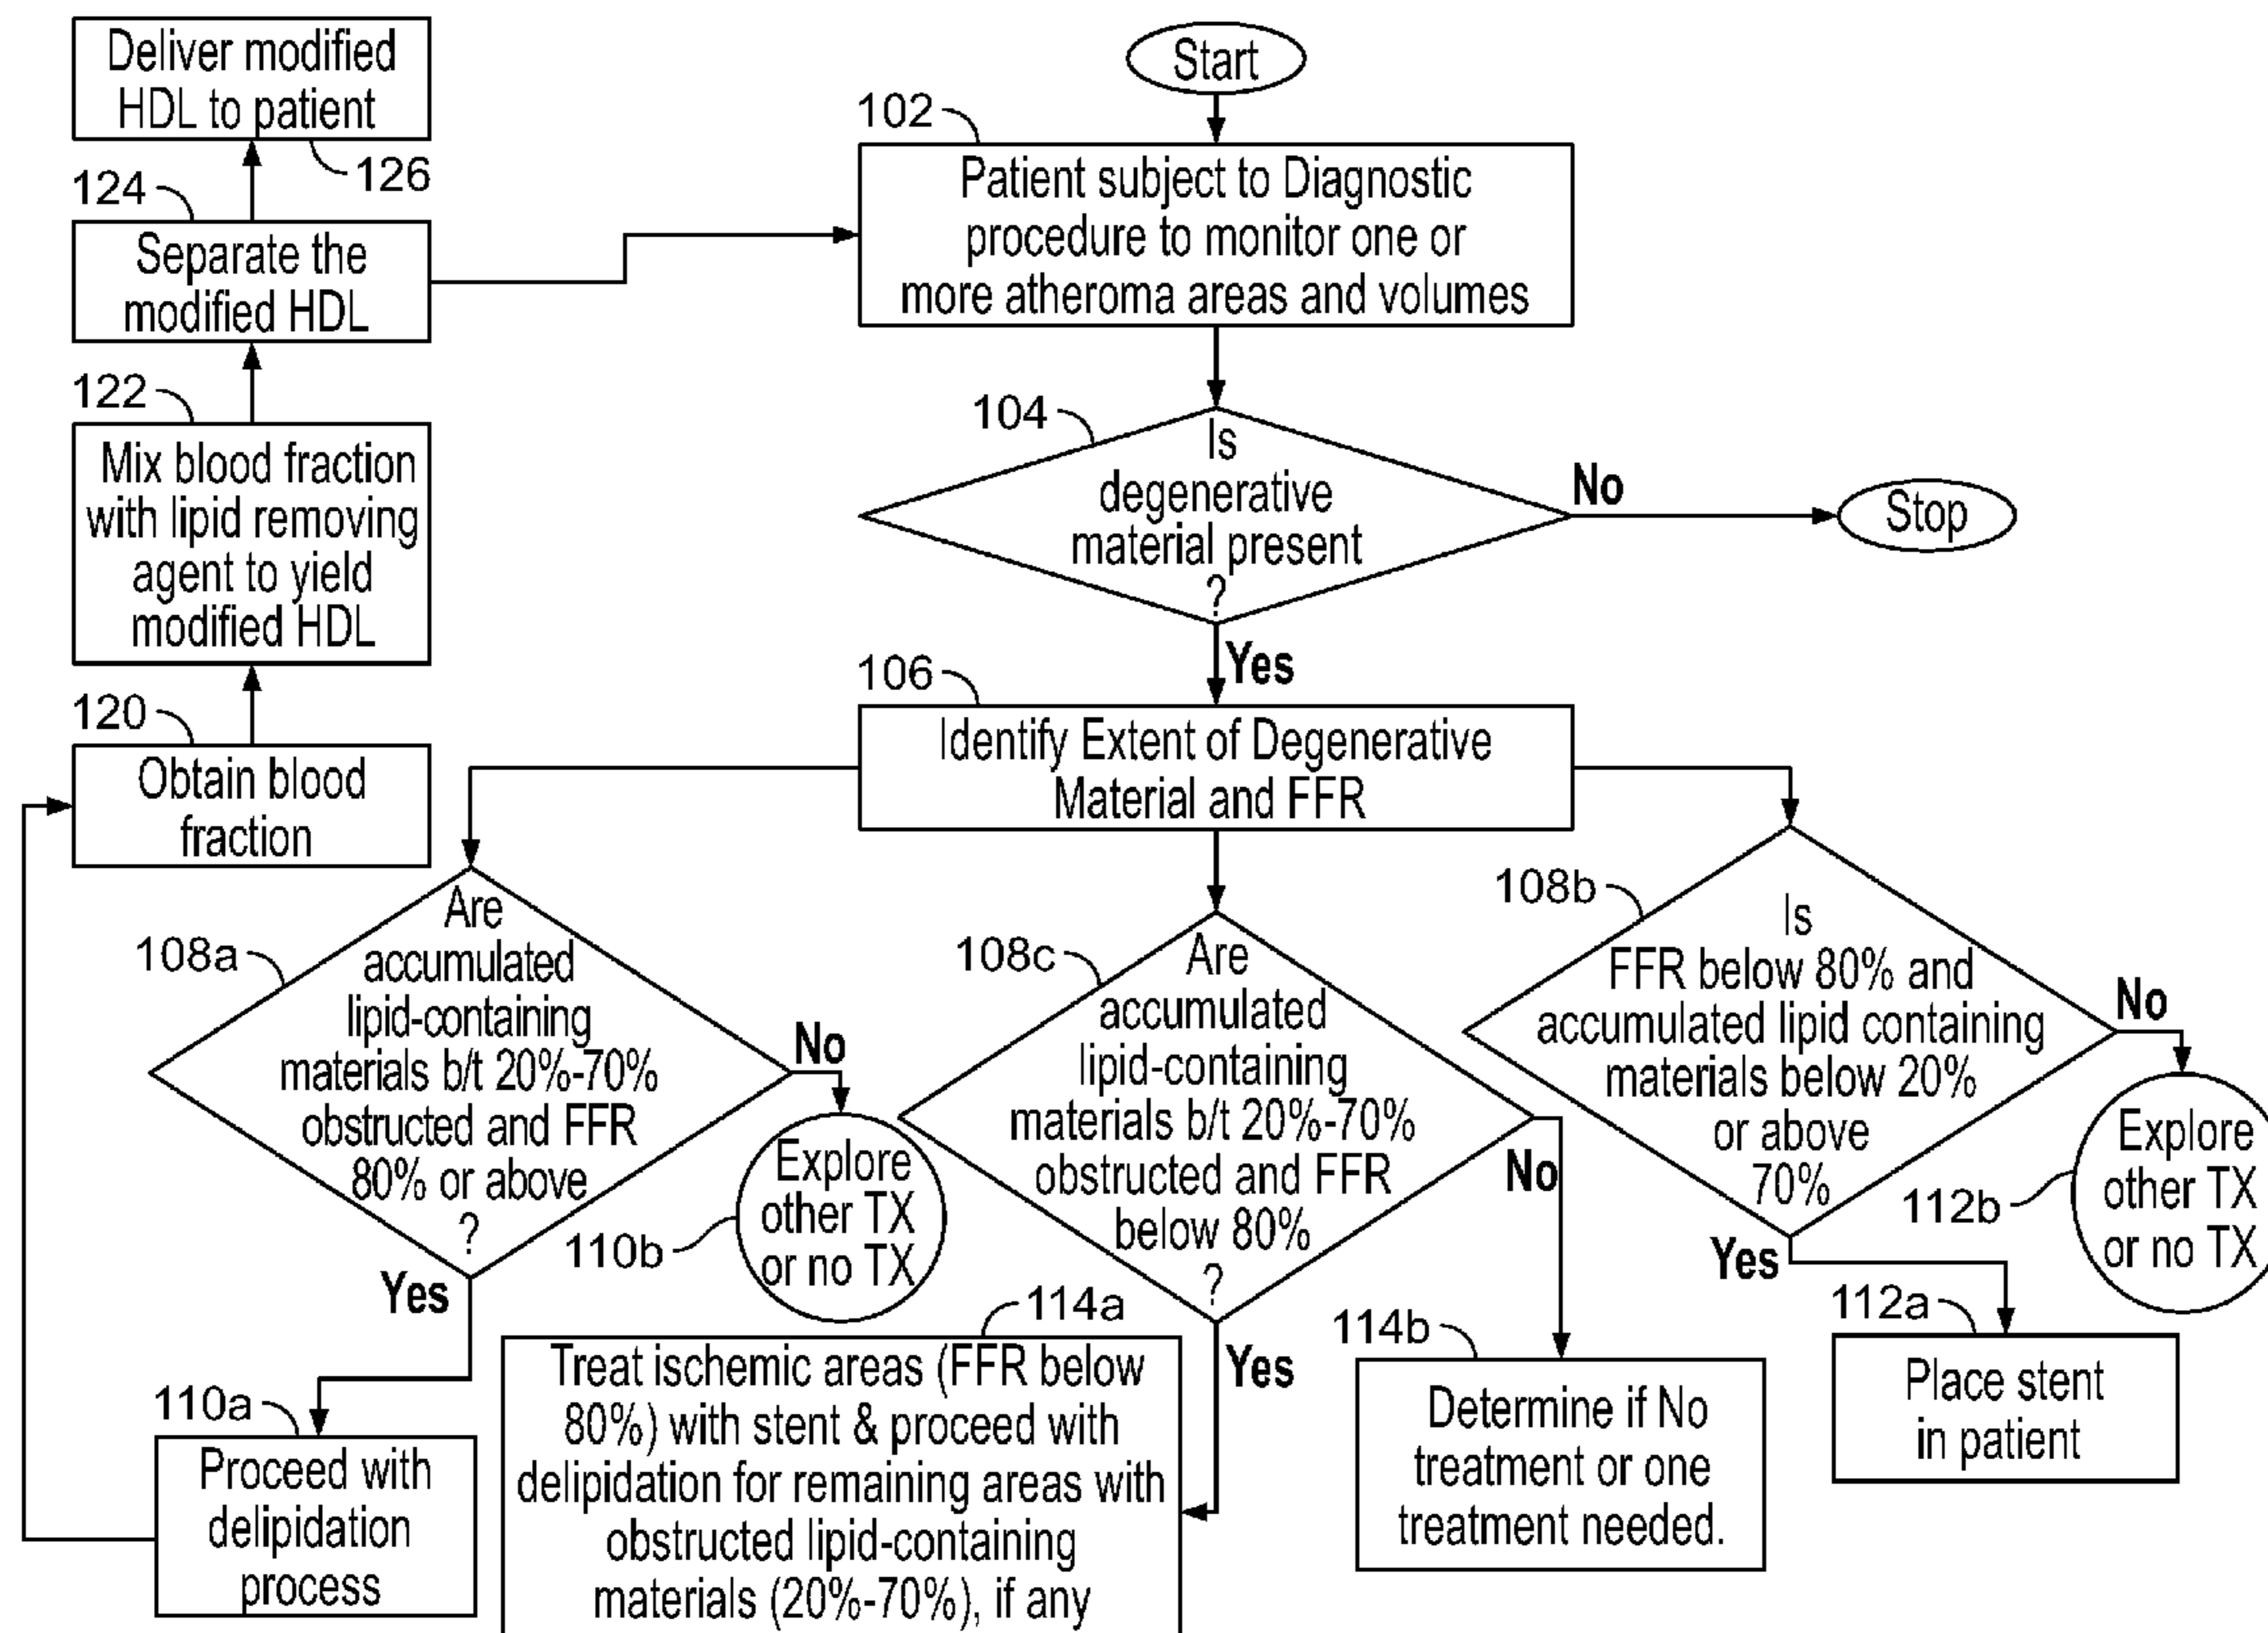 Deliver modified
HDL to patient
126
124
Separate the
modified HDL
122
Mix blood fraction
with lipid removing
agent to yield
modified HDL
120
Obtain blood
fraction
Start
102
Patient subject to Diagnostic
procedure to monitor one or
more atheroma areas and volumes
104
Is
degenerative
material present
?
No
Stop
Yes
106
Identify Extent of Degenerative
Material and FFR
108a
Are
accumulated
lipid-containing
materials b/t 20%-70%
obstructed and FFR
80% or above
?
No
110b
Explore
other TX
or no TX
Yes
110a
Proceed with
delipidation
process
108c
Are
accumulated
lipid-containing
materials b/t 20%-70%
obstructed and FFR
below 80%
?
Yes
114a
Treat ischemic areas (FFR below
80%) with stent & proceed with
delipidation for remaining areas with
obstructed lipid-containing
materials (20%-70%), if any
No
114b
Determine if No
treatment or one
treatment needed.
108b
Is
FFR below 80% and
accumulated lipid containing
materials below 20%
or above
70%
No
112b
Explore
other TX
or no TX
Yes
112a
Place stent
in patient